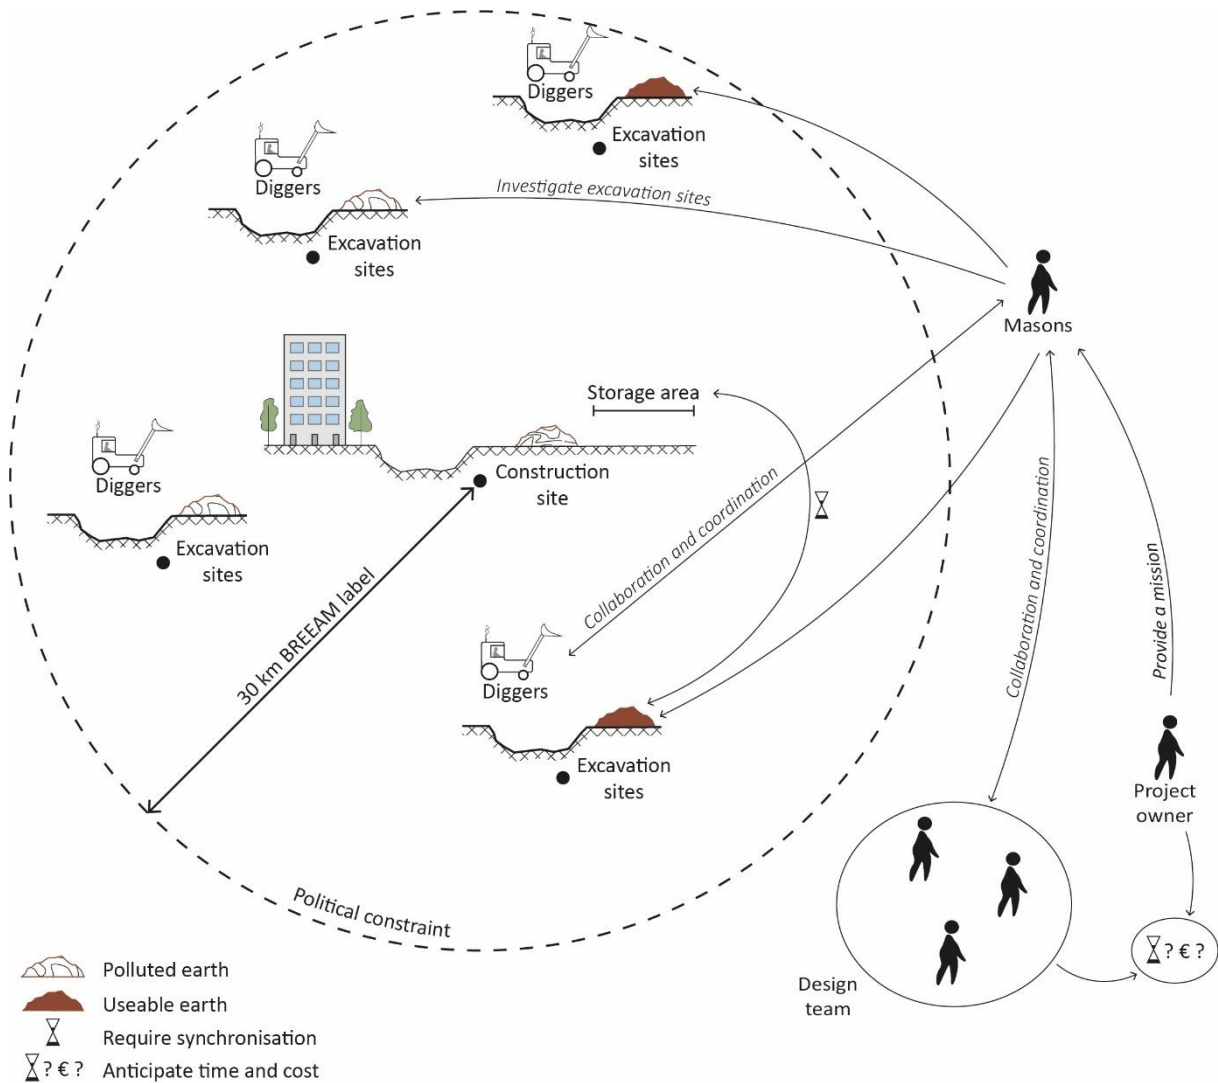 Diggers
Excavation
sites
Diggers
Investigate excavation sites
Excavation
sites
Masons
Storage area
Diggers
Construction
site
Excavation
sites
30 km BREEAM label
Collaboration and coordination
Collaboration and coordination
Provide a mission
Diggers
Excavation
sites
Project
owner
Political constraint
? € ?
Design
team
Polluted earth
Useable earth
Require synchronisation
? € ? Anticipate time and cost